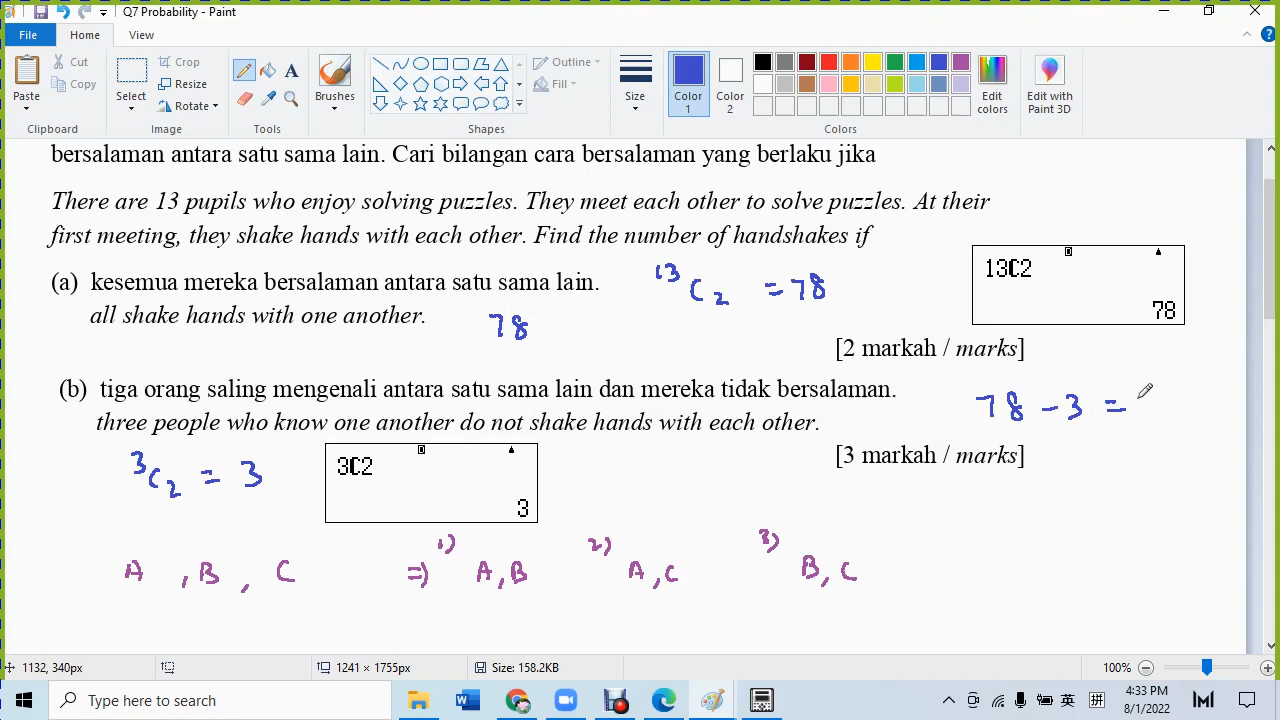 Q7 Probability - Paint
File Home View
Paste Cut Copy Clipboard
Select Crop Resize Rotate Image
Tools
Brushes
Outline Fill Shapes
Size
Color 1 Color 2 Edit colors Colors
Edit with Paint 3D
bersalaman antara satu sama lain. Cari bilangan cara bersalaman yang berlaku jika
There are 13 pupils who enjoy solving puzzles. They meet each other to solve puzzles. At their
first meeting, they shake hands with each other. Find the number of handshakes if
(a) kesemua mereka bersalaman antara satu sama lain. ¹³C₂ = 78
13C2
78
all shake hands with one another. 78
[2 markah / marks]
(b) tiga orang saling mengenali antara satu sama lain dan mereka tidak bersalaman. 78 - 3 =
three people who know one another do not shake hands with each other.
[3 markah / marks]
³C₂ = 3
3C2
3
A , B , C => 1) A, B 2) A, C 3) B, C
1132, 340px 1241 × 1755px Size: 158.2KB 100%
Type here to search
英 拼 4:33 PM
8/1/2022